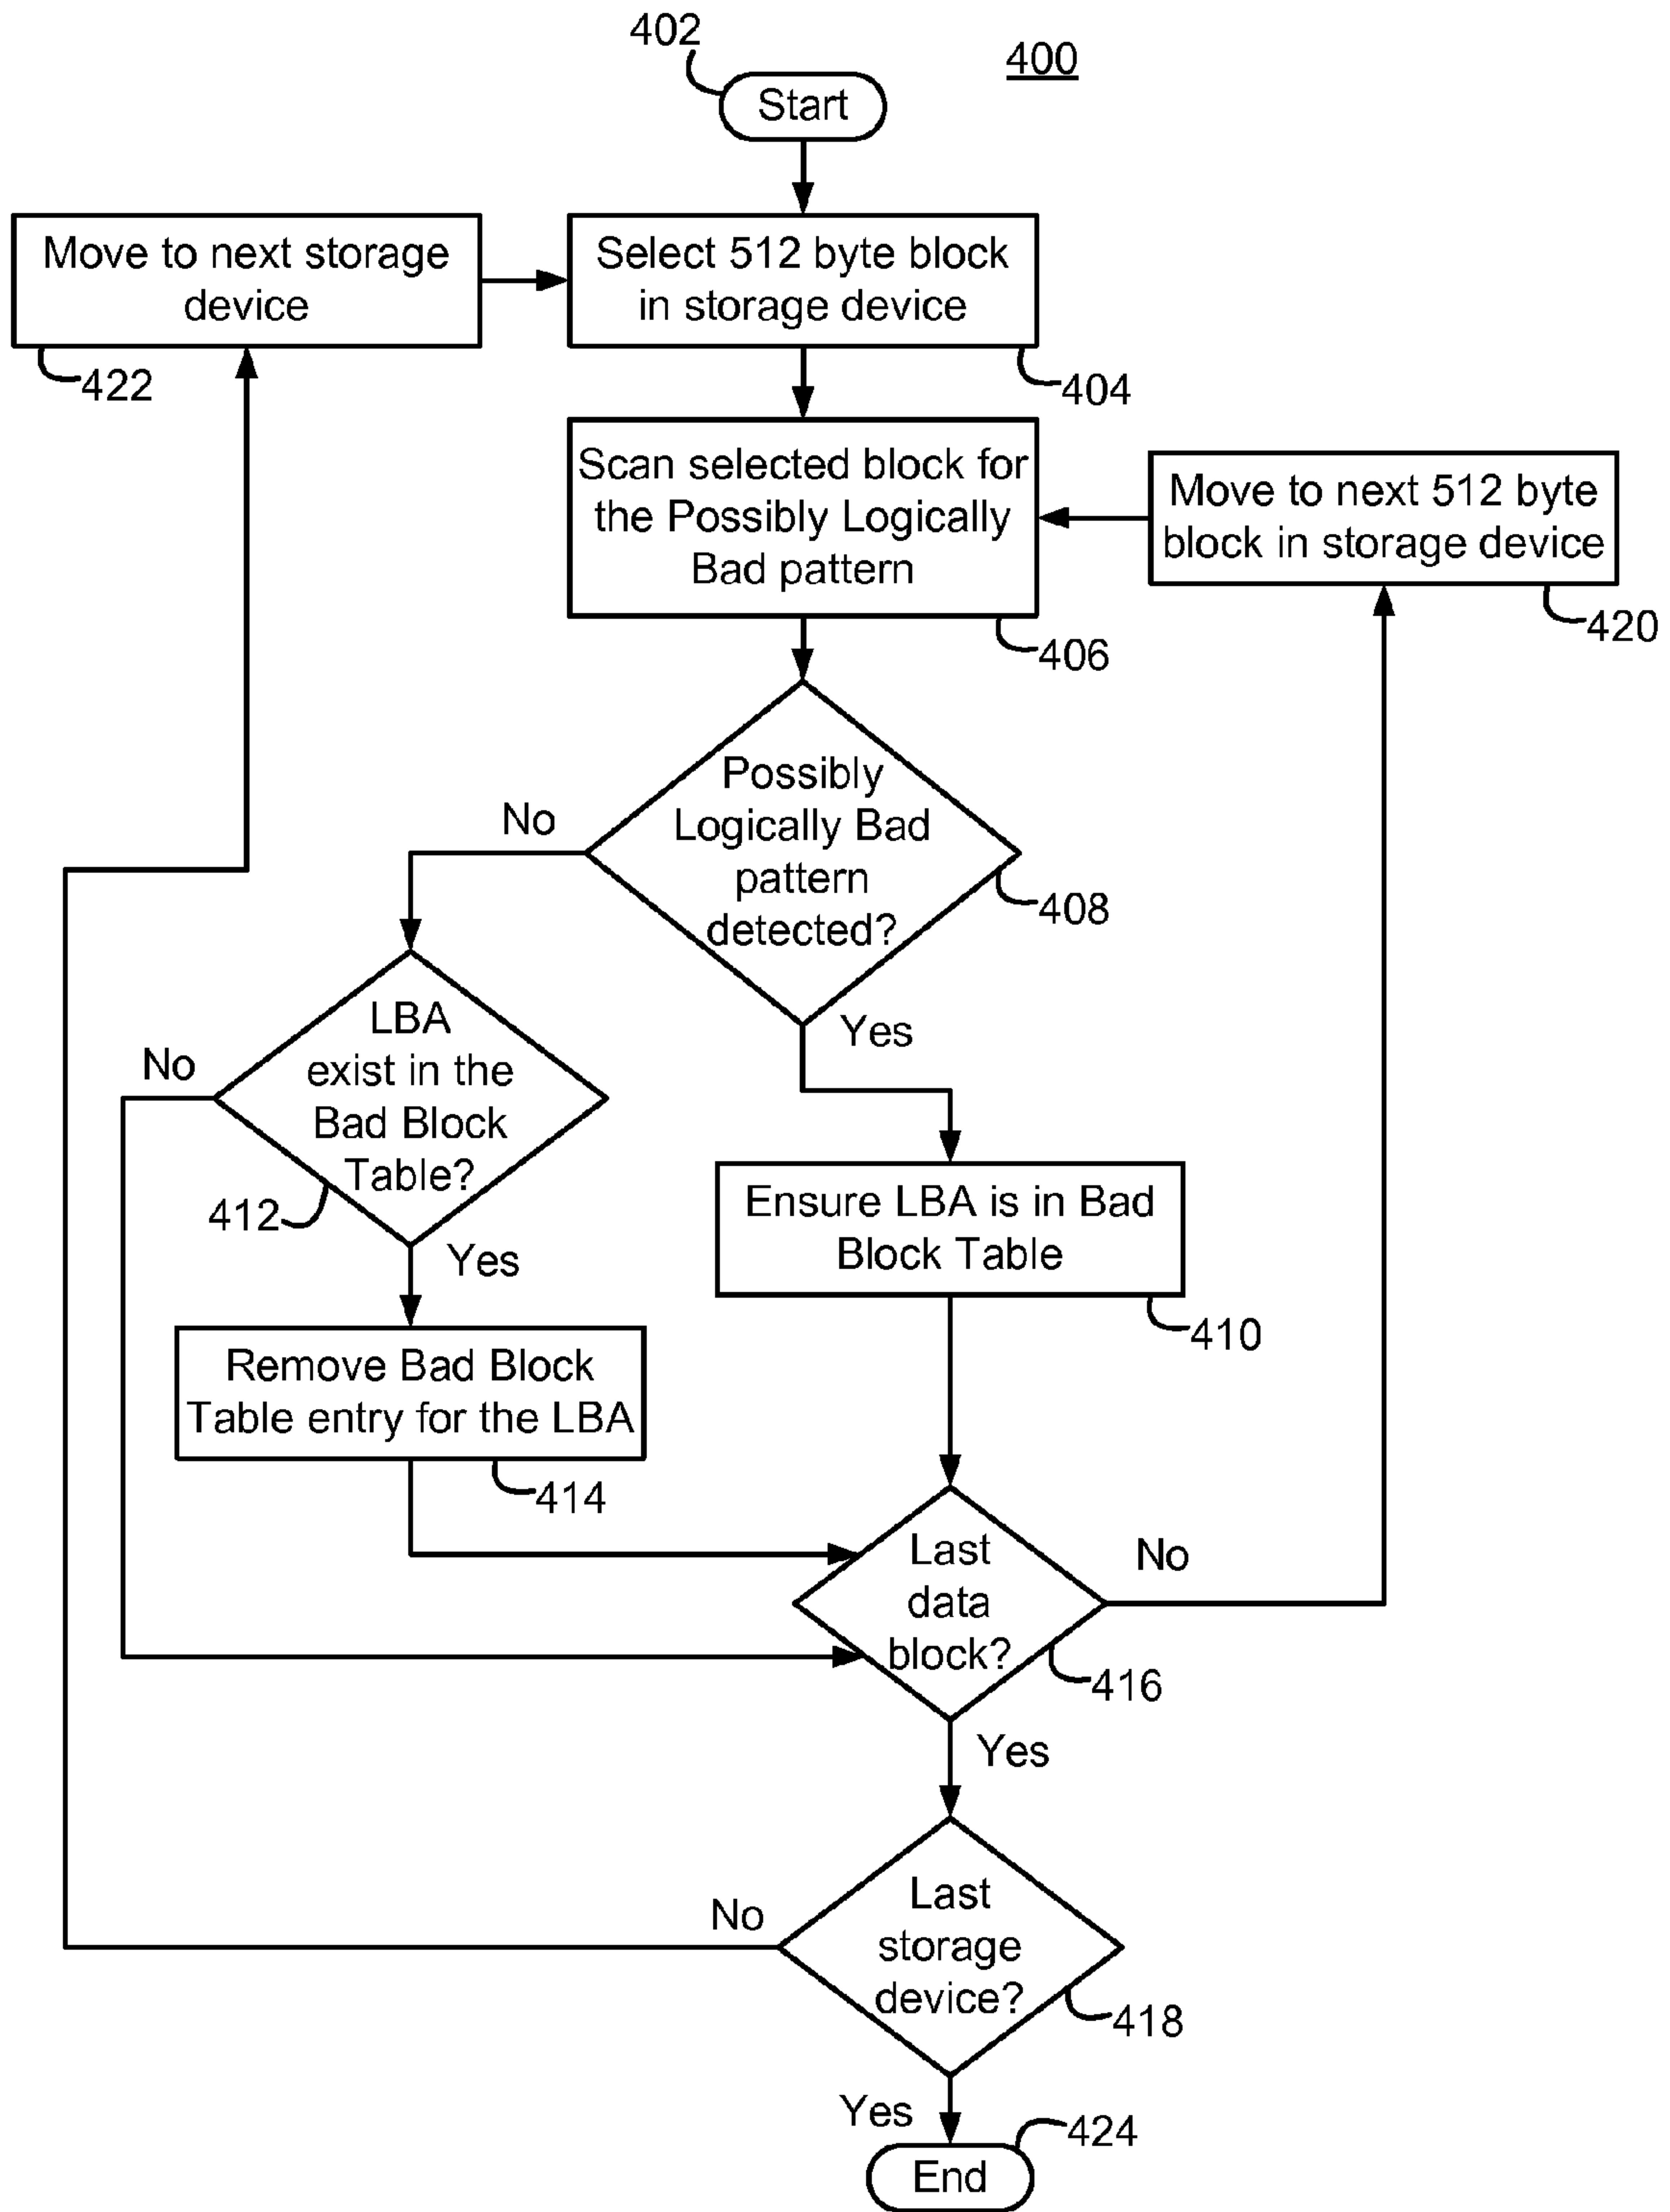 402
400
Start
Move to next storage
device
422
Select 512 byte block
in storage device
404
Scan selected block for
the Possibly Logically
Bad pattern
406
Move to next 512 byte
block in storage device
420
Possibly
Logically Bad
pattern
detected?
408
No
Yes
LBA
exist in the
Bad Block
Table?
412
No
Yes
Ensure LBA is in Bad
Block Table
410
Remove Bad Block
Table entry for the LBA
414
Last
data
block?
416
No
Yes
Last
storage
device?
418
No
Yes
424
End